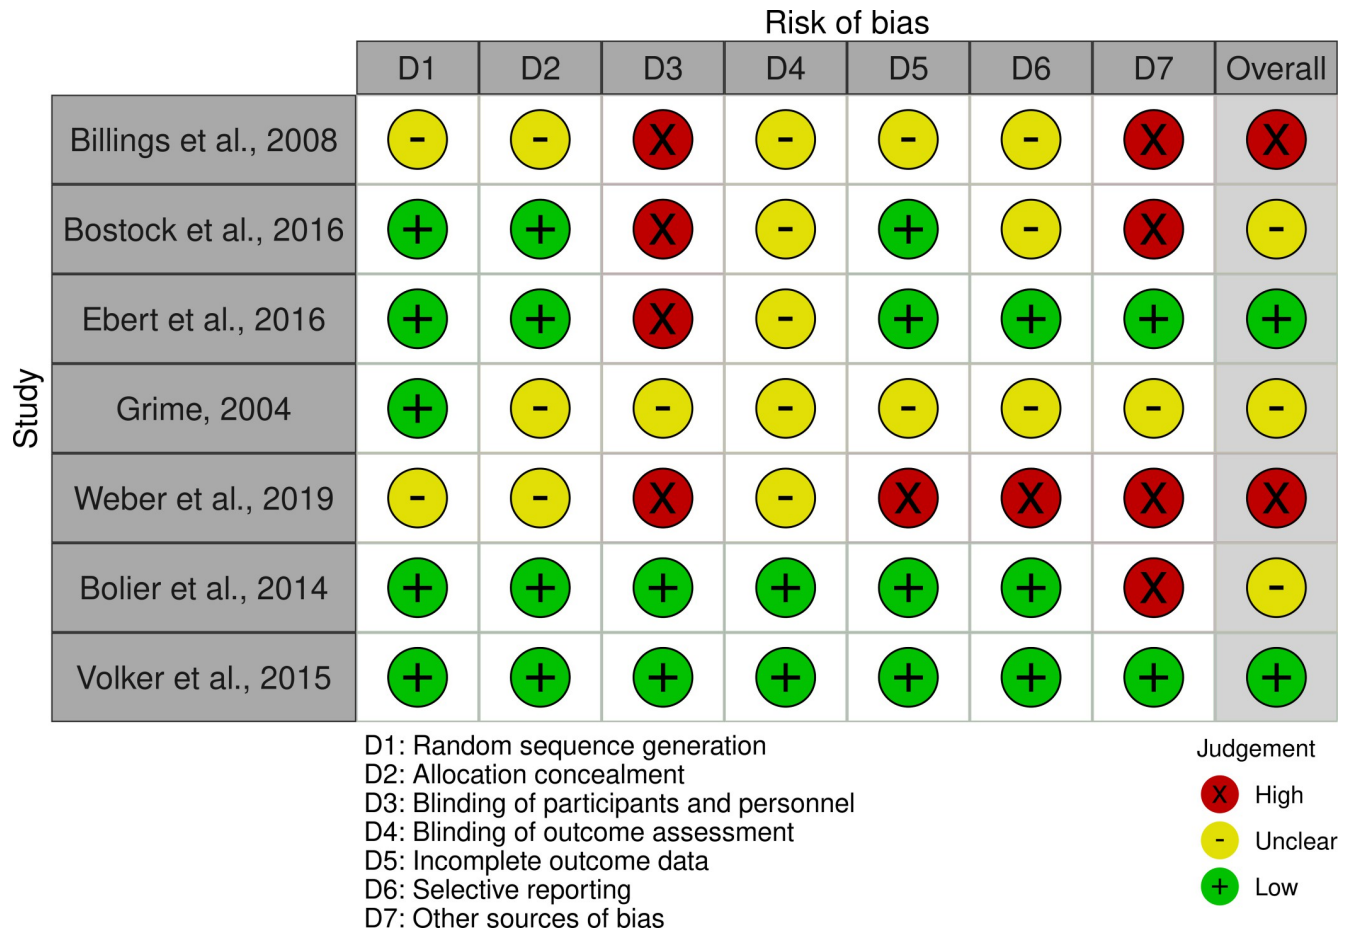 Risk of bias
D1 D2 D3 D4 D5 D6 D7 Overall
Study
Billings et al., 2008 - - X - - - X X
Bostock et al., 2016 + + X - + - X -
Ebert et al., 2016 + + X - + + + +
Grime, 2004 + - - - - - - -
Weber et al., 2019 - - X - X X X X
Bolier et al., 2014 + + + + + + X -
Volker et al., 2015 + + + + + + + +
D1: Random sequence generation
D2: Allocation concealment
D3: Blinding of participants and personnel
D4: Blinding of outcome assessment
D5: Incomplete outcome data
D6: Selective reporting
D7: Other sources of bias
Judgement
X High
- Unclear
+ Low